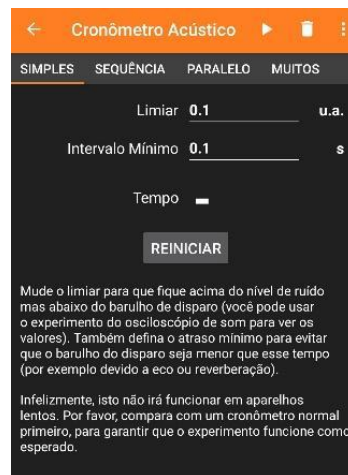 Cronômetro Acústico
SIMPLES SEQUÊNCIA PARALELO MUITOS
Limiar 0.1 u.a.
Intervalo Mínimo 0.1 s
Tempo -
REINICIAR
Mude o limiar para que fique acima do nível de ruído
mas abaixo do barulho de disparo (você pode usar
o experimento do osciloscópio de som para ver os
valores). Também defina o atraso mínimo para evitar
que o barulho do disparo seja menor que esse tempo
(por exemplo devido a eco ou reverberação).
Infelizmente, isto não irá funcionar em aparelhos
lentos. Por favor, compara com um cronômetro normal
primeiro, para garantir que o experimento funcione como
esperado.